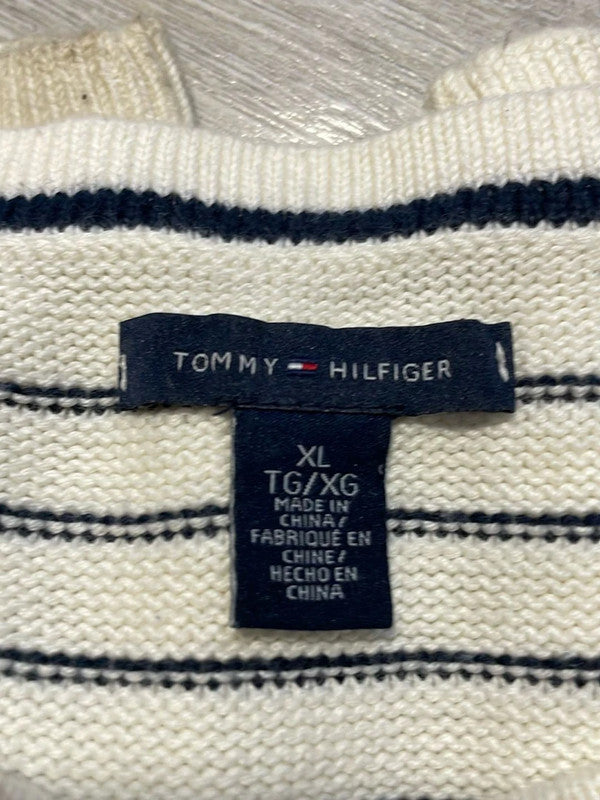 TOMMY HILFIGER
XL
TG/XG
MADE IN
CHINA/
FABRIQUÉ EN
CHINE/
HECHO EN
CHINA